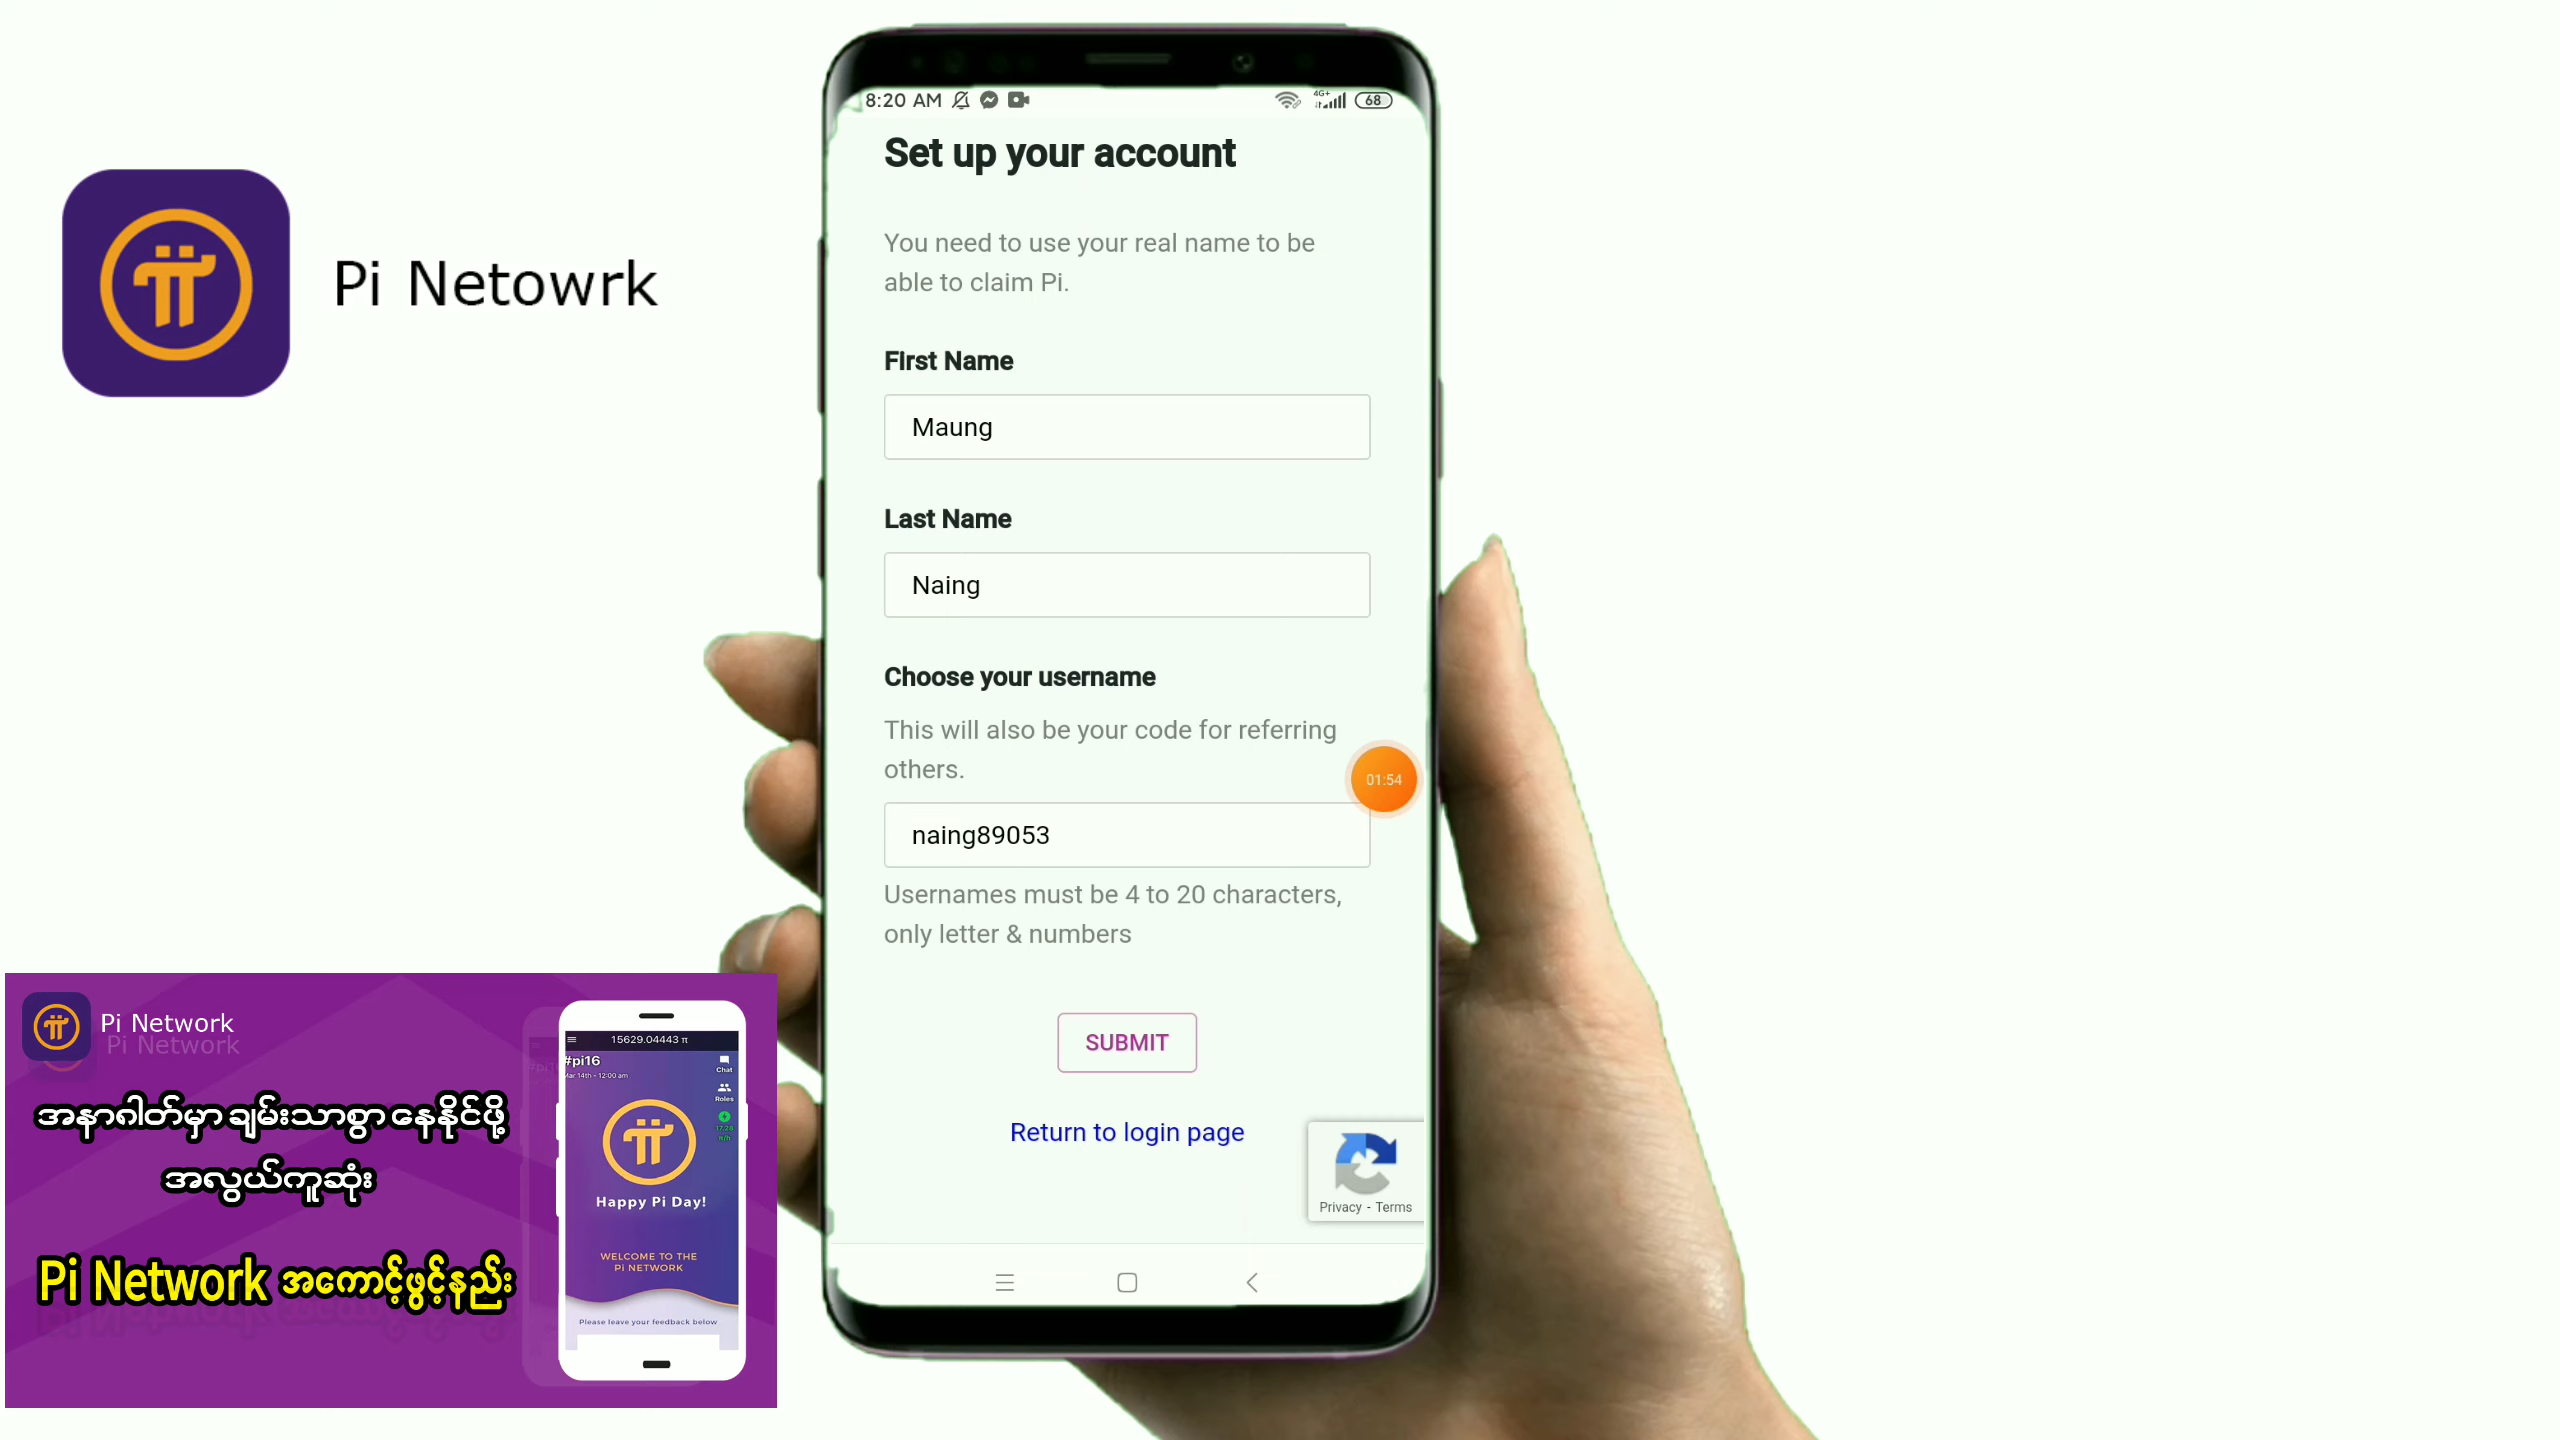 Pi Netowrk
8:20 AM
4G+
68
Set up your account
You need to use your real name to be
able to claim Pi.
First Name
Maung
Last Name
Naing
Choose your username
This will also be your code for referring
others.
01:54
naing89053
Usernames must be 4 to 20 characters,
only letter & numbers
SUBMIT
Return to login page
Privacy - Terms
Pi Network
Pi Network
အနာဂါတ်မှာ ချမ်းသာစွာ နေနိုင်ဖို့
အလွယ်ကူဆုံး
Pi Network အကောင့်ဖွင့်နည်း
15629.04443 π
#pi16
Mar 14th - 12:00 am
Chat
Roles
17.28
π/h
Happy Pi Day!
WELCOME TO THE
Pi NETWORK
Please leave your feedback below